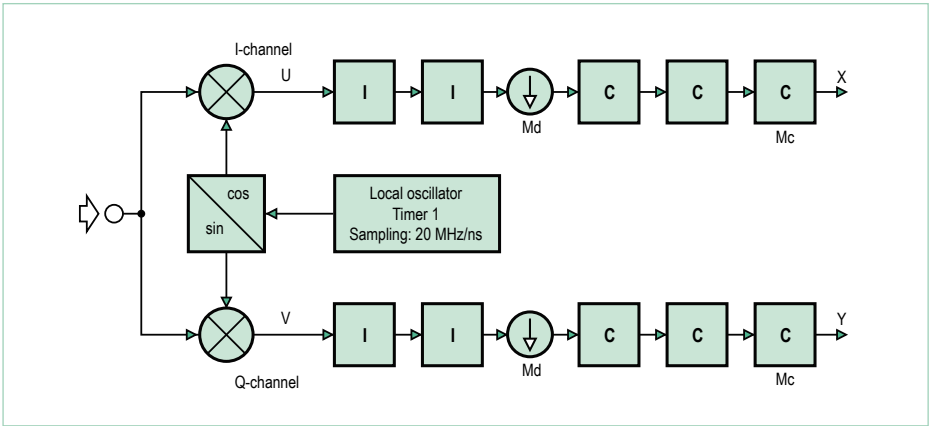 I-channel
U
I
I
Md
C
C
C
Mc
X
cos
sin
Local oscillator
Timer 1
Sampling: 20 MHz/ns
V
I
I
Md
C
C
C
Mc
Y
Q-channel